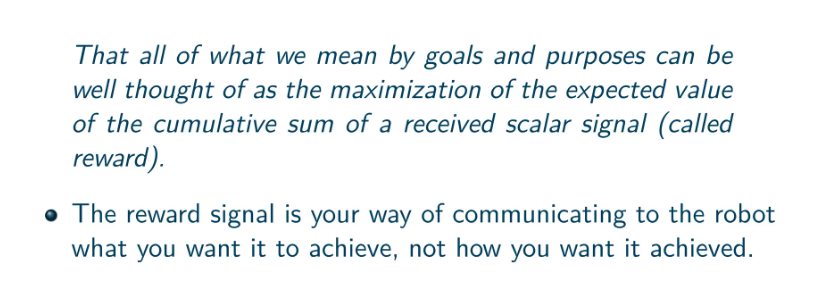 That all of what we mean by goals and purposes can be
well thought of as the maximization of the expected value
of the cumulative sum of a received scalar signal (called
reward).
The reward signal is your way of communicating to the robot
what you want it to achieve, not how you want it achieved.